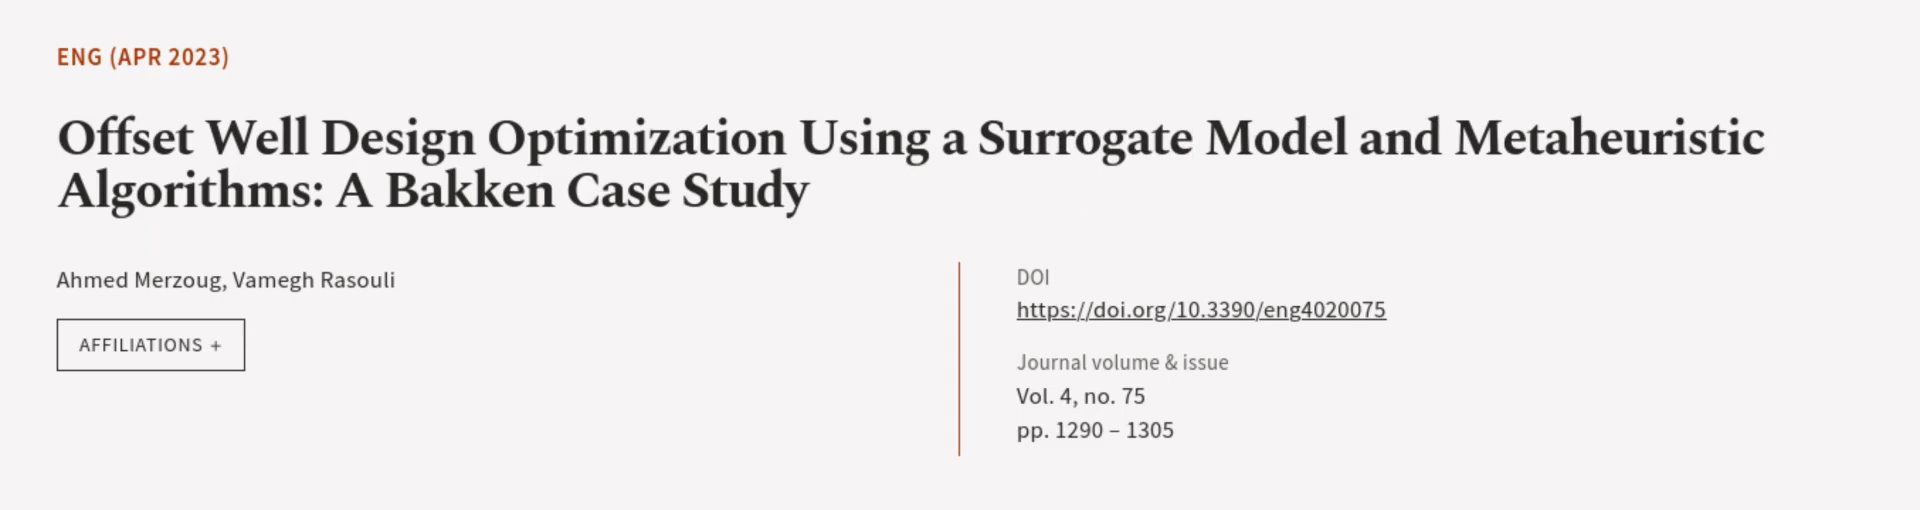 ENG (APR 2023)
Offset Well Design Optimization Using a Surrogate Model and Metaheuristic
Algorithms: A Bakken Case Study
Ahmed Merzoug, Vamegh Rasouli
AFFILIATIONS +
DOI
https://doi.org/10.3390/eng4020075
Journal volume & issue
Vol. 4, no. 75
pp. 1290 – 1305